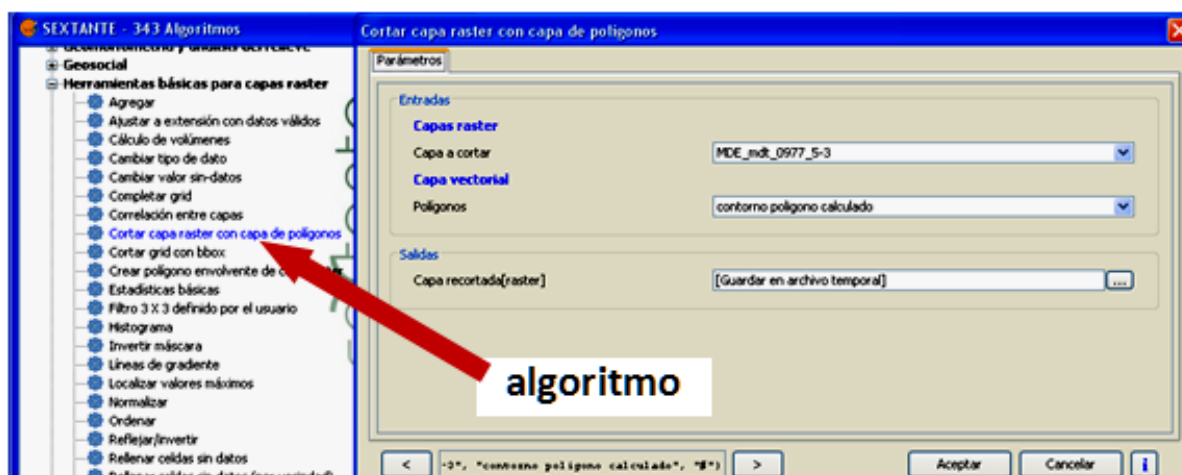 SEXTANTE - 343 Algoritmos
Geosocial
Herramientas básicas para capas raster
Agregar
Ajustar a extensión con datos válidos
Cálculo de volúmenes
Cambiar tipo de dato
Cambiar valor sin-datos
Completar grid
Correlación entre capas
Cortar capa raster con capa de polígonos
Cortar grid con bbox
Crear polígono envolvente de
Estadísticas básicas
Filtro 3 X 3 definido por el usuario
Histograma
Invertir máscara
Líneas de gradiente
Localizar valores máximos
Normalizar
Ordenar
Reflejar/invertir
Rellenar celdas sin datos
Cortar capa raster con capa de poligonos
Parámetros
Entradas
Capas raster
Capa a cortar
MDE_mdt_0977_5-3
Capa vectorial
Polígonos
contorno poligono calculado
Salidas
Capa recortada[raster]
[Guardar en archivo temporal]
...
algoritmo
<
-3", "contorno poligono calculado", "#")
>
Aceptar
Cancelar
i